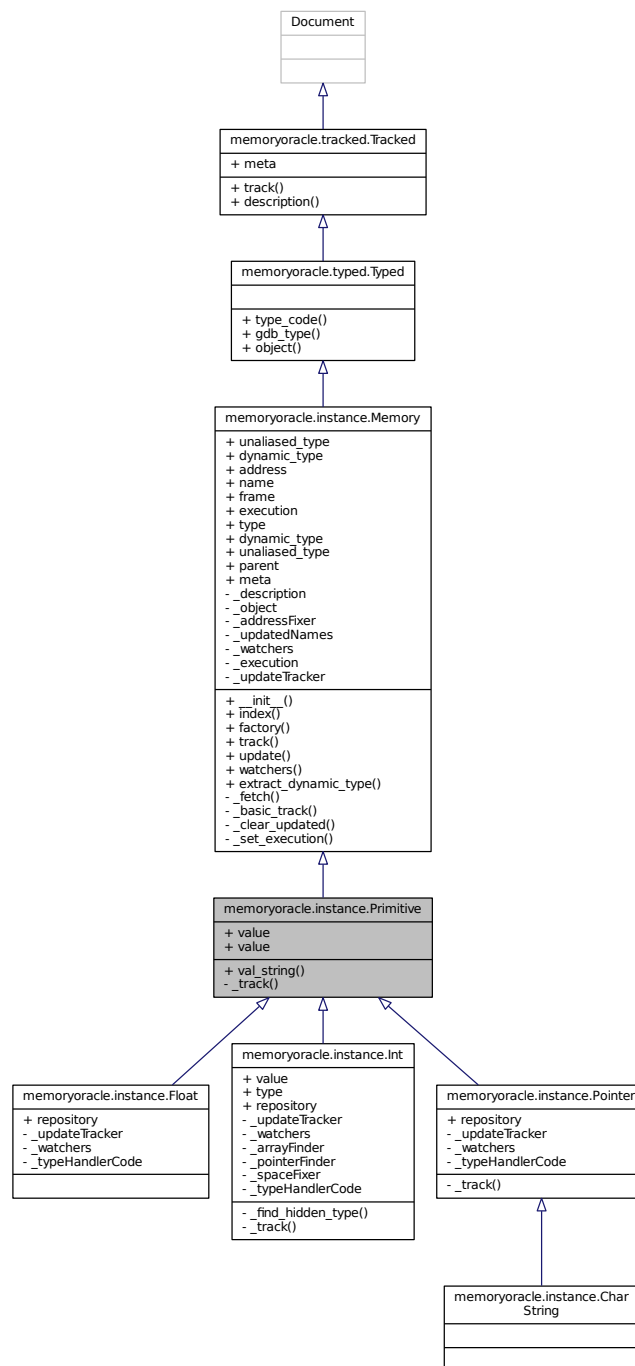 Document
memoryoracle.tracked.Tracked
+ meta
+ track()
+ description()
memoryoracle.typed.Typed
+ type_code()
+ gdb_type()
+ object()
memoryoracle.instance.Memory
+ unaliased_type
+ dynamic_type
+ address
+ name
+ frame
+ execution
+ type
+ dynamic_type
+ unaliased_type
+ parent
+ meta
- _description
- _object
- _addressFixer
- _updatedNames
- _watchers
- _execution
- _updateTracker
+ __init__()
+ index()
+ factory()
+ track()
+ update()
+ watchers()
+ extract_dynamic_type()
- _fetch()
- _basic_track()
- _clear_updated()
- _set_execution()
memoryoracle.instance.Primitive
+ value
+ value
+ val_string()
- _track()
memoryoracle.instance.Float
+ repository
- _updateTracker
- _watchers
- _typeHandlerCode
memoryoracle.instance.Int
+ value
+ type
+ repository
- _updateTracker
- _watchers
- _arrayFinder
- _pointerFinder
- _spaceFixer
- _typeHandlerCode
- _find_hidden_type()
- _track()
memoryoracle.instance.Pointer
+ repository
- _updateTracker
- _watchers
- _typeHandlerCode
- _track()
memoryoracle.instance.Char
String